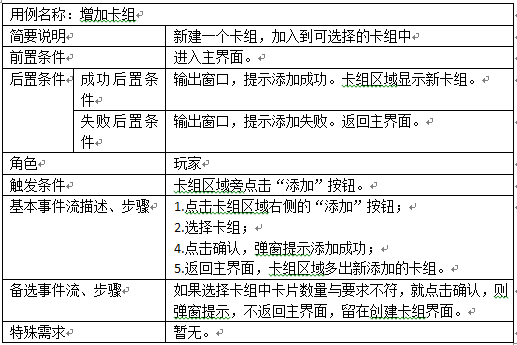 用例名称：增加卡组
简要说明 新建一个卡组，加入到可选择的卡组中
前置条件 进入主界面。
后置条件 成功后置条件 输出窗口，提示添加成功。卡组区域显示新卡组。
失败后置条件 输出窗口，提示添加失败。返回主界面。
角色 玩家
触发条件 卡组区域旁点击“添加”按钮。
基本事件流描述、步骤 1.点击卡组区域右侧的“添加”按钮；
2.选择卡组；
4.点击确认，弹窗提示添加成功；
5.返回主界面，卡组区域多出新添加的卡组。
备选事件流、步骤 如果选择卡组中卡片数量与要求不符，就点击确认，则
弹窗提示，不返回主界面，留在创建卡组界面。
特殊需求 暂无。